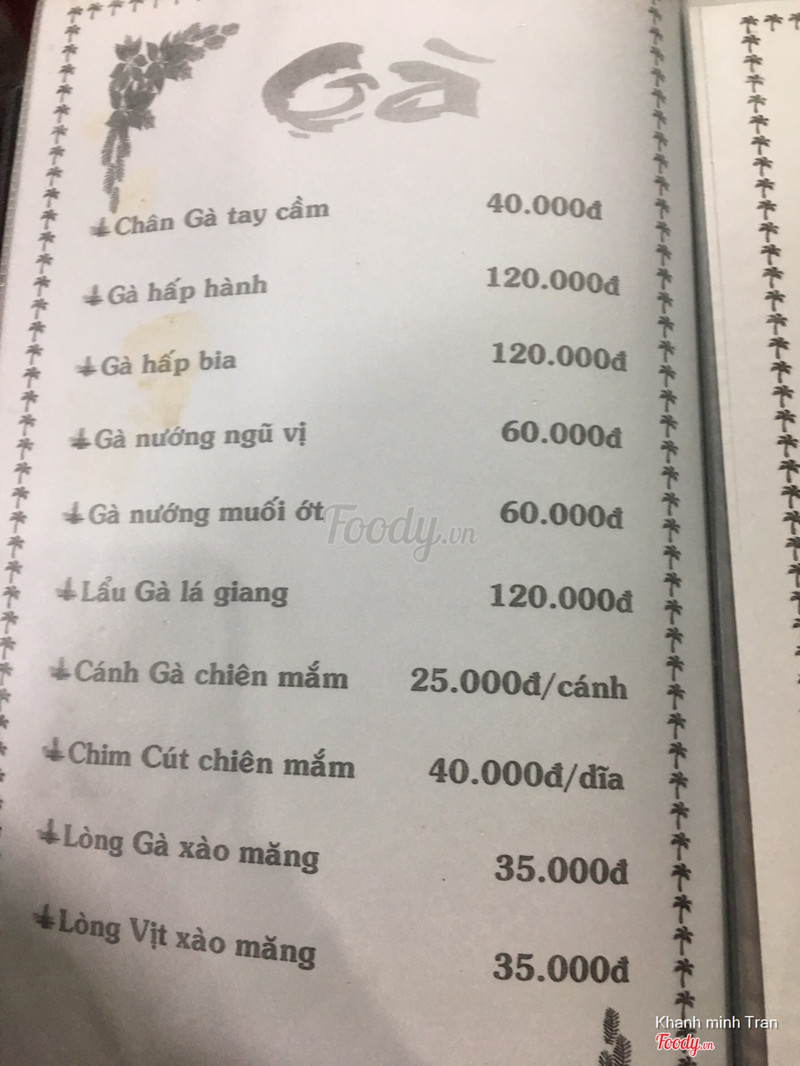 Gà
Chân Gà tay cầm 40.000đ
Gà hấp hành 120.000đ
Gà hấp bia 120.000đ
Gà nướng ngũ vị 60.000đ
Gà nướng muối ớt 60.000đ
Foody.vn
Lẩu Gà lá giang 120.000đ
Cánh Gà chiên mắm 25.000đ/cánh
Chim Cút chiên mắm 40.000đ/dĩa
Lòng Gà xào măng 35.000đ
Lòng Vịt xào măng 35.000đ
Khanh minh Tran
Foody.vn